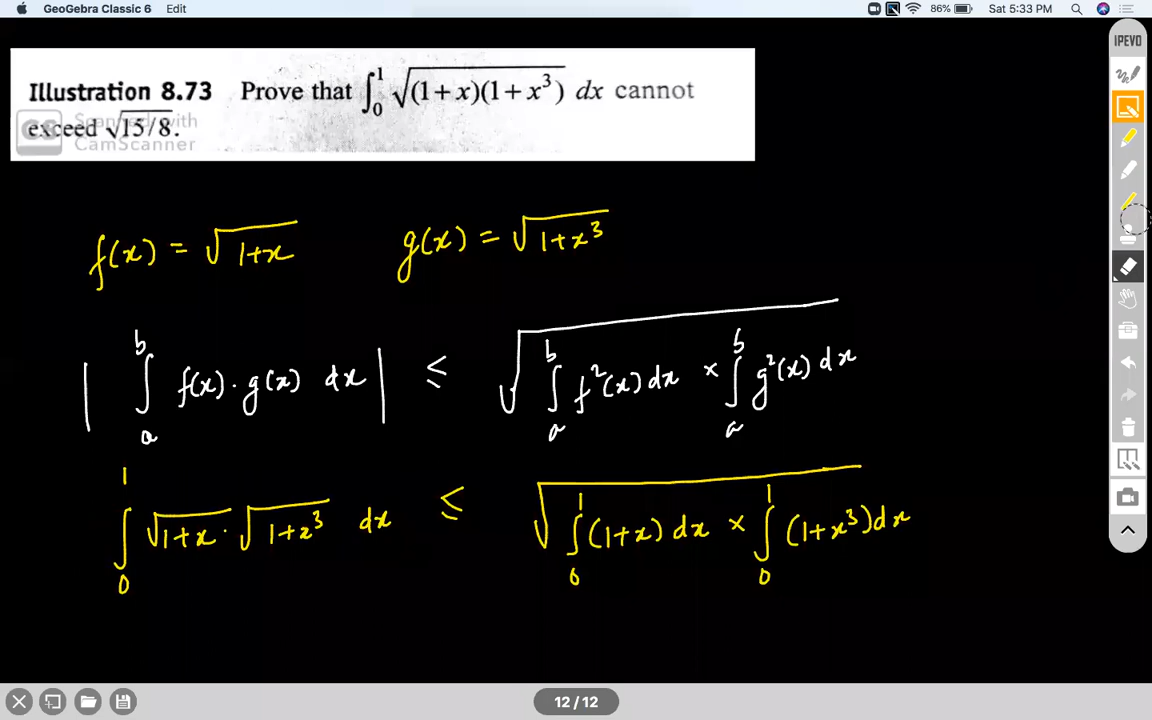 GeoGebra Classic 6 Edit 86% Sat 5:33 PM
IPEVO
Illustration 8.73 Prove that ∫₀¹ √((1+x)(1+x³)) dx cannot
exceed √15/8.
CS Scanned with
CamScanner
f(x) = √(1+x) g(x) = √(1+x³)
| ∫ₐᵇ f(x)·g(x) dx | ≤ √(∫ₐᵇ f²(x)dx × ∫ₐᵇ g²(x)dx)
∫₀¹ √(1+x)·√(1+x³) dx ≤ √(∫₀¹ (1+x)dx × ∫₀¹ (1+x³)dx)
12 / 12